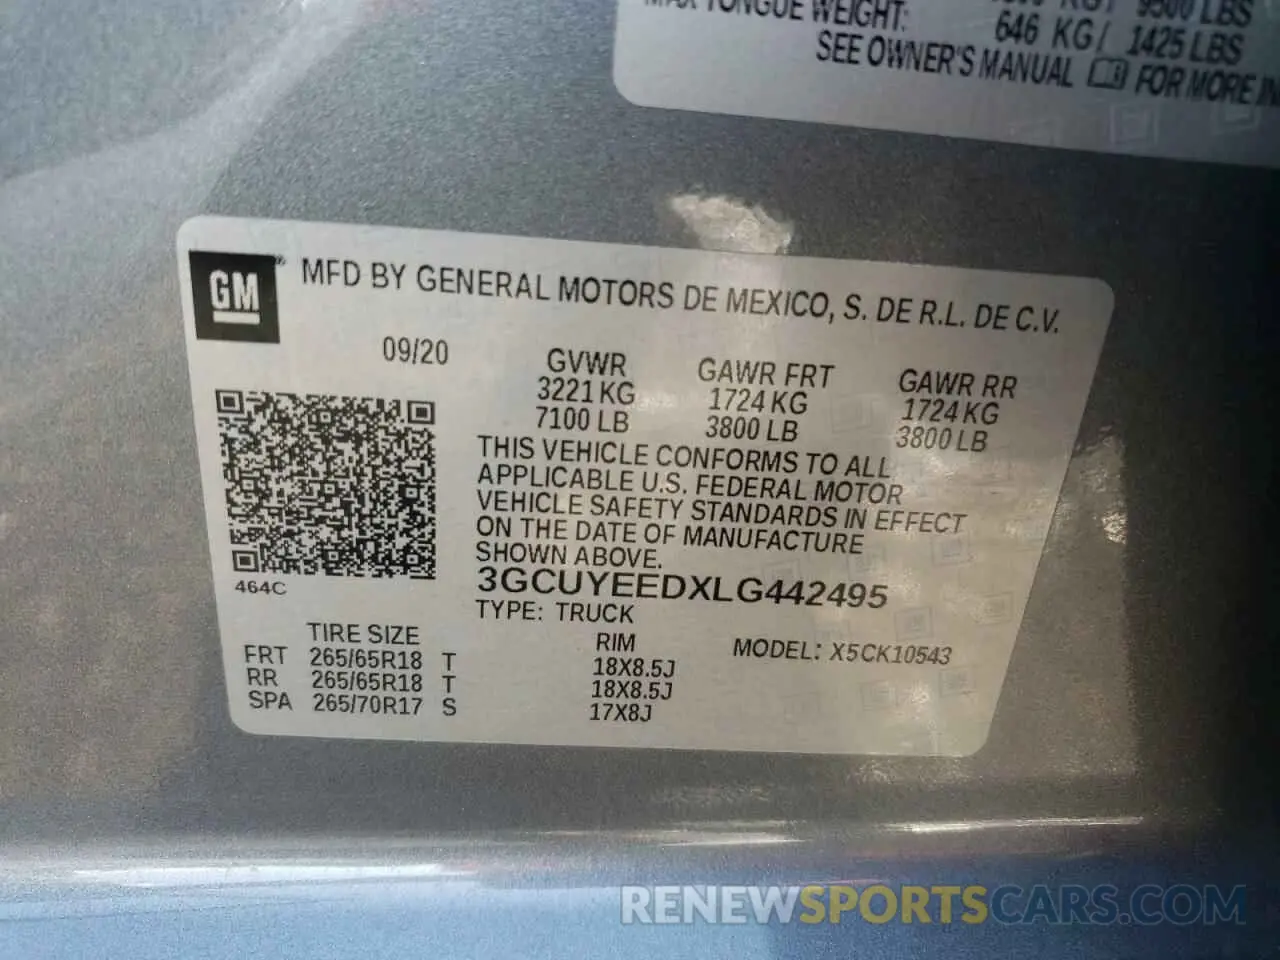 9500 LBS
MAX TONGUE WEIGHT: 646 KG/ 1425 LBS
SEE OWNER'S MANUAL FOR MORE
GM® MFD BY GENERAL MOTORS DE MEXICO, S. DE R.L. DE C.V.
09/20 GVWR GAWR FRT GAWR RR
3221 KG 1724 KG 1724 KG
7100 LB 3800 LB 3800 LB
THIS VEHICLE CONFORMS TO ALL
APPLICABLE U.S. FEDERAL MOTOR
VEHICLE SAFETY STANDARDS IN EFFECT
ON THE DATE OF MANUFACTURE
SHOWN ABOVE.
464C
3GCUYEEDXLG442495
TYPE: TRUCK
TIRE SIZE RIM MODEL: X5CK10543
FRT 265/65R18 T 18X8.5J
RR 265/65R18 T 18X8.5J
SPA 265/70R17 S 17X8J
RENEWSPORTSCARS.COM